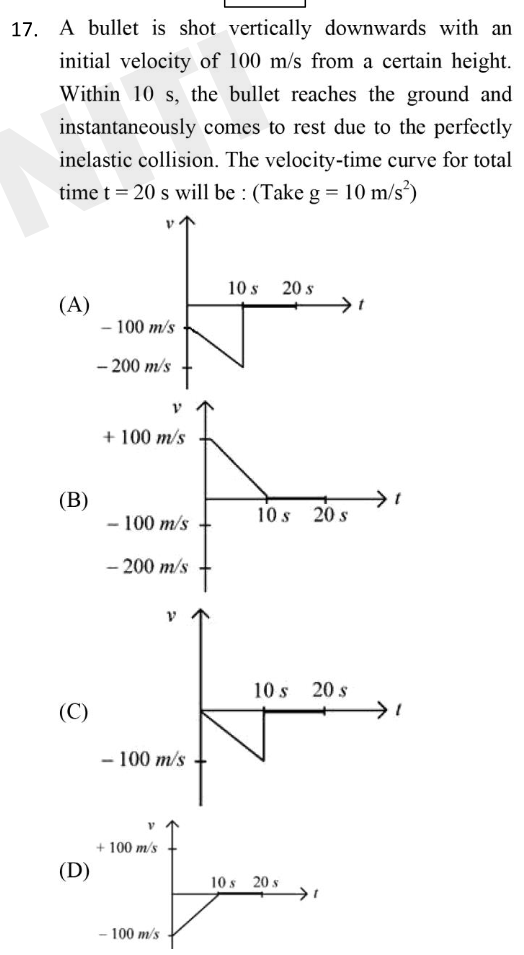 17. A bullet is shot vertically downwards with an
initial velocity of 100 m/s from a certain height.
Within 10 s, the bullet reaches the ground and
instantaneously comes to rest due to the perfectly
inelastic collision. The velocity-time curve for total
time t = 20 s will be : (Take g = 10 m/s²)
v
10 s 20 s
(A)
t
– 100 m/s
– 200 m/s
v
+ 100 m/s
(B)
t
10 s 20 s
– 100 m/s
– 200 m/s
v
10 s 20 s
(C)
t
– 100 m/s
v
+ 100 m/s
(D)
10 s 20 s
t
– 100 m/s
NITI